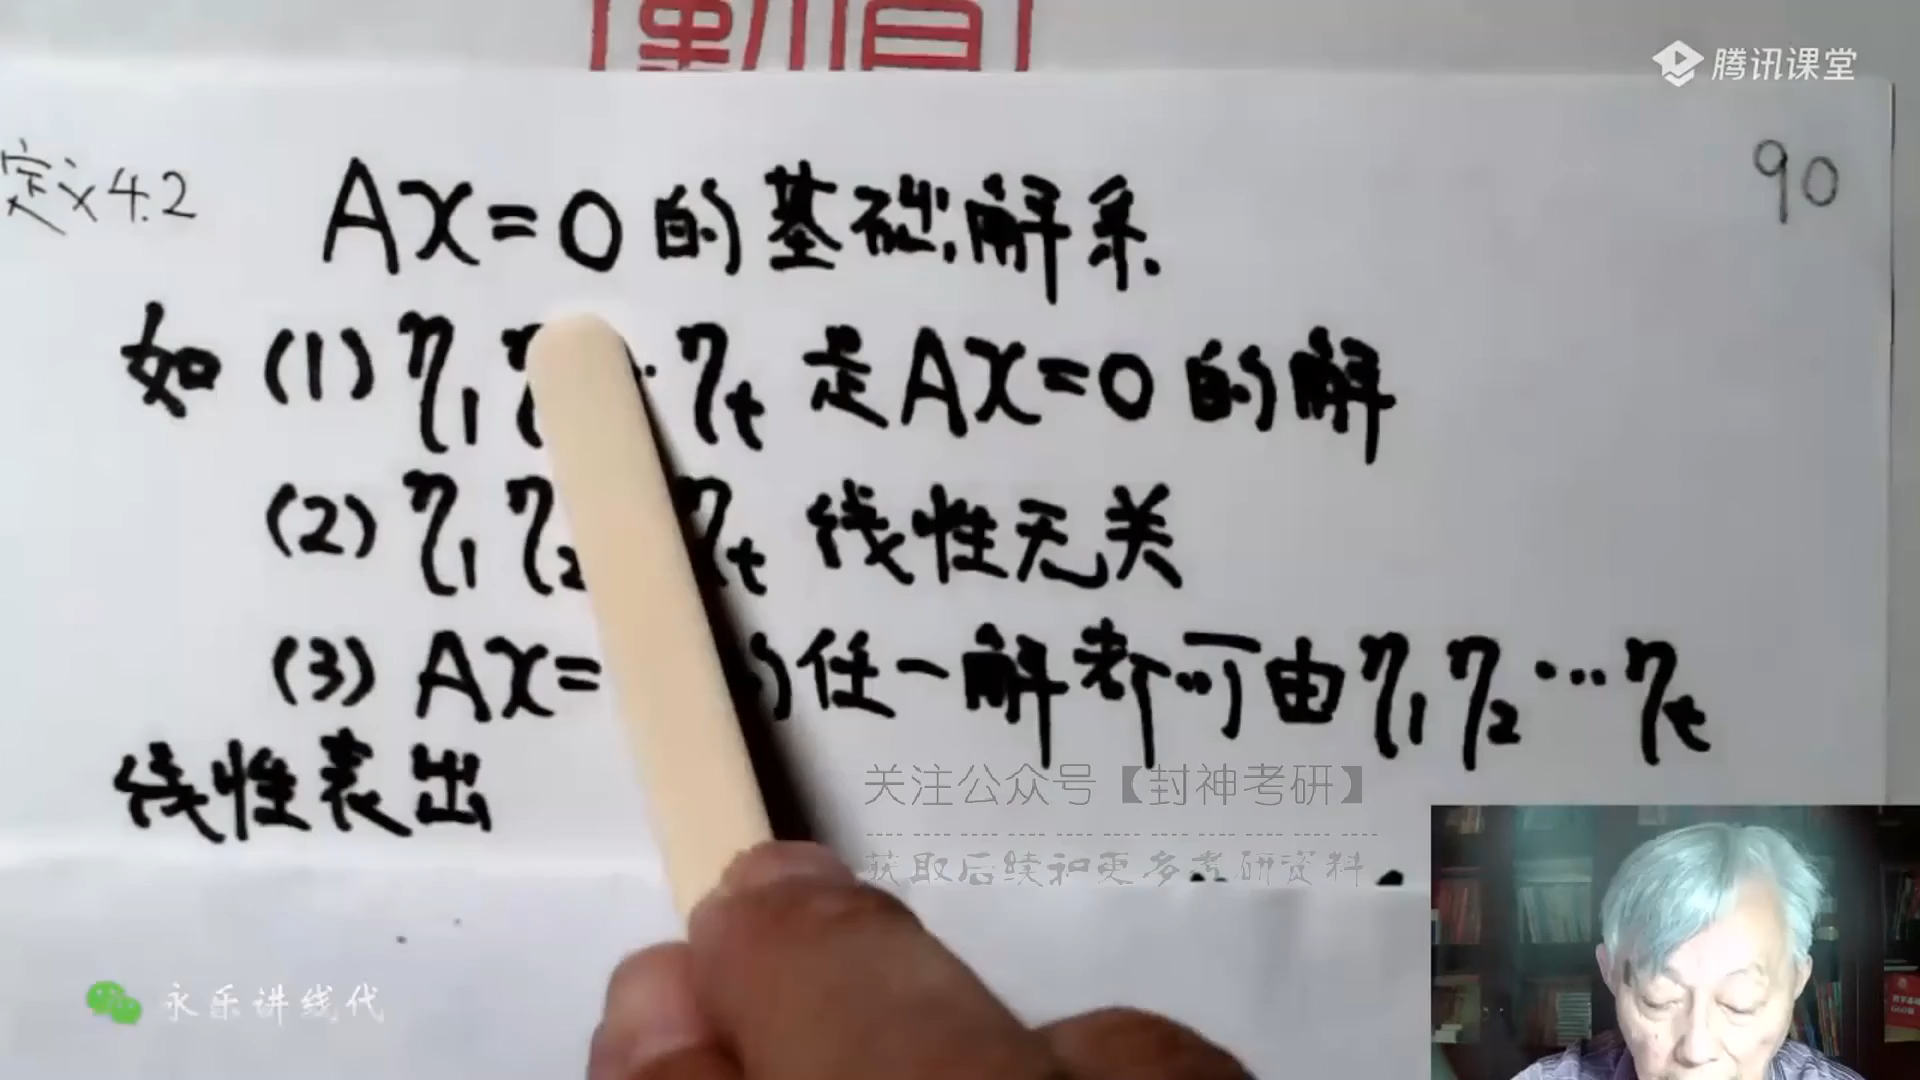 腾讯课堂
定义4.2
90
Ax=0的基础解系.
如 (1) η₁ ⋯ ηt 是Ax=0的解
(2) η₁ η₂ ηt 线性无关
(3) Ax= 的任一解都可由η₁ η₂ ⋯ ηt
线性表出
关注公众号【封神考研】
获取后续和更多考研资料
永乐讲线代